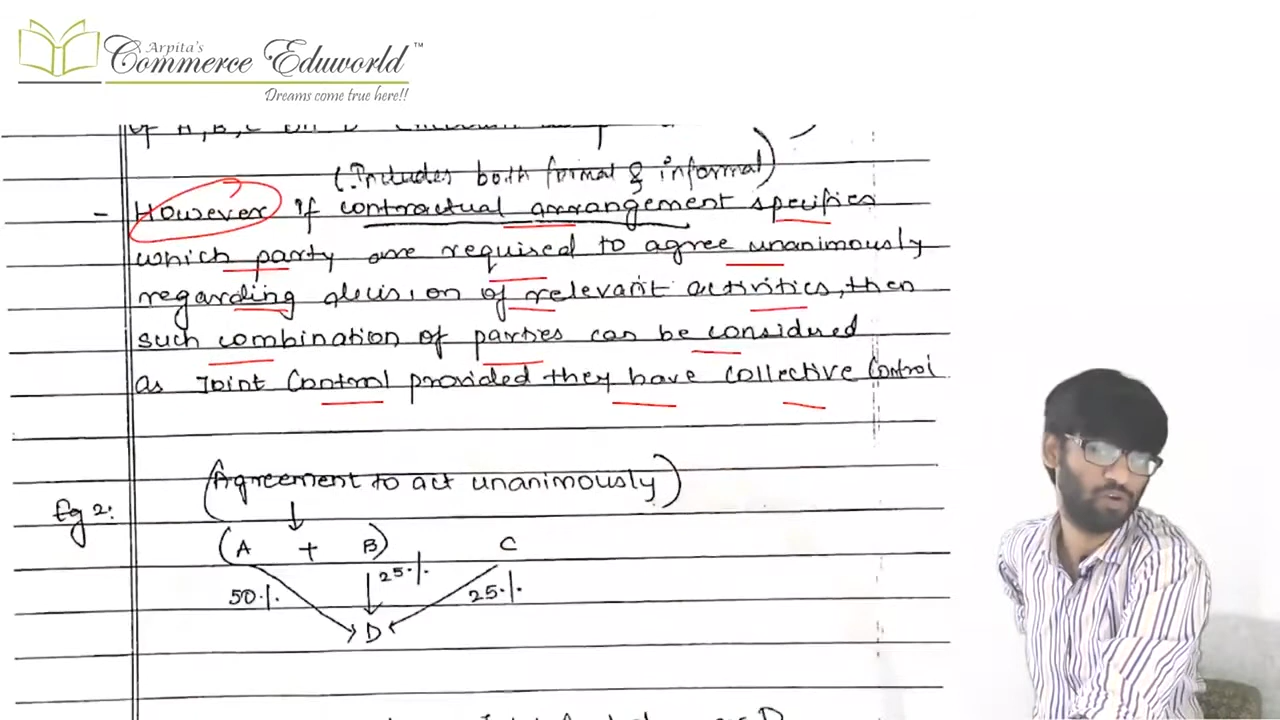 Arpita's
Commerce Eduworld™
Dreams come true here!!
of A, B, C on D
(Includes both formal & informal)
- However if contractual arrangement specifies
which party are required to agree unanimously
regarding decision of relevant activities, then
such combination of parties can be considered
as Joint Control provided they have collective Control
(Agreement to act unanimously)
Eg 2:
(A + B) C
50% 25% 25%
D
D